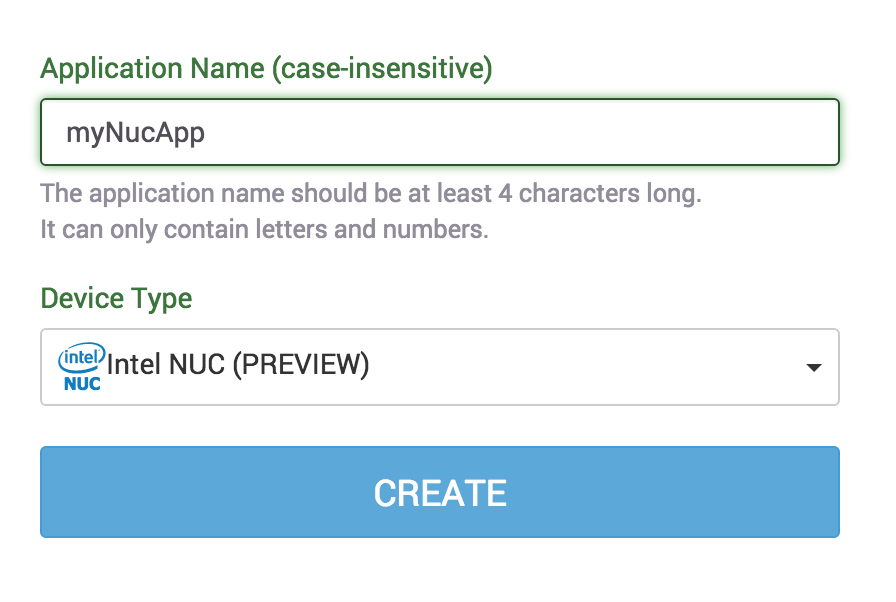 Application Name (case-insensitive)
myNucApp
The application name should be at least 4 characters long.
It can only contain letters and numbers.
Device Type
intel NUC Intel NUC (PREVIEW)
CREATE